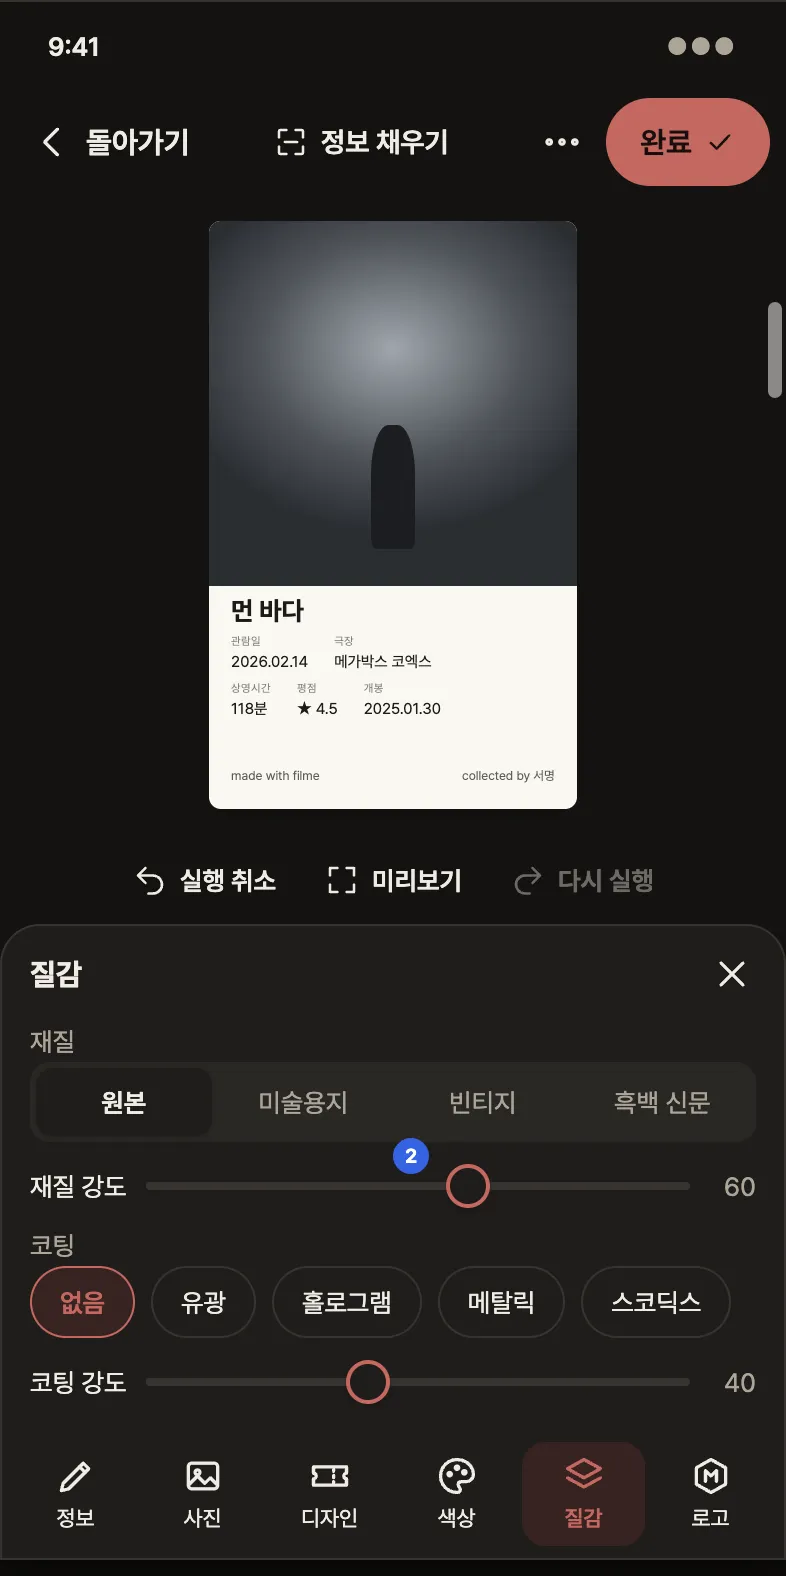 9:41
돌아가기
정보 채우기
완료
먼 바다
관람일 극장
2026.02.14 메가박스 코엑스
상영시간 평점 개봉
118분 ★ 4.5 2025.01.30
made with filme collected by 서명
실행 취소 미리보기 다시 실행
질감
재질
원본 미술용지 빈티지 흑백 신문
2
재질 강도 60
코팅
없음 유광 홀로그램 메탈릭 스코딕스
코팅 강도 40
정보 사진 디자인 색상 질감 로고